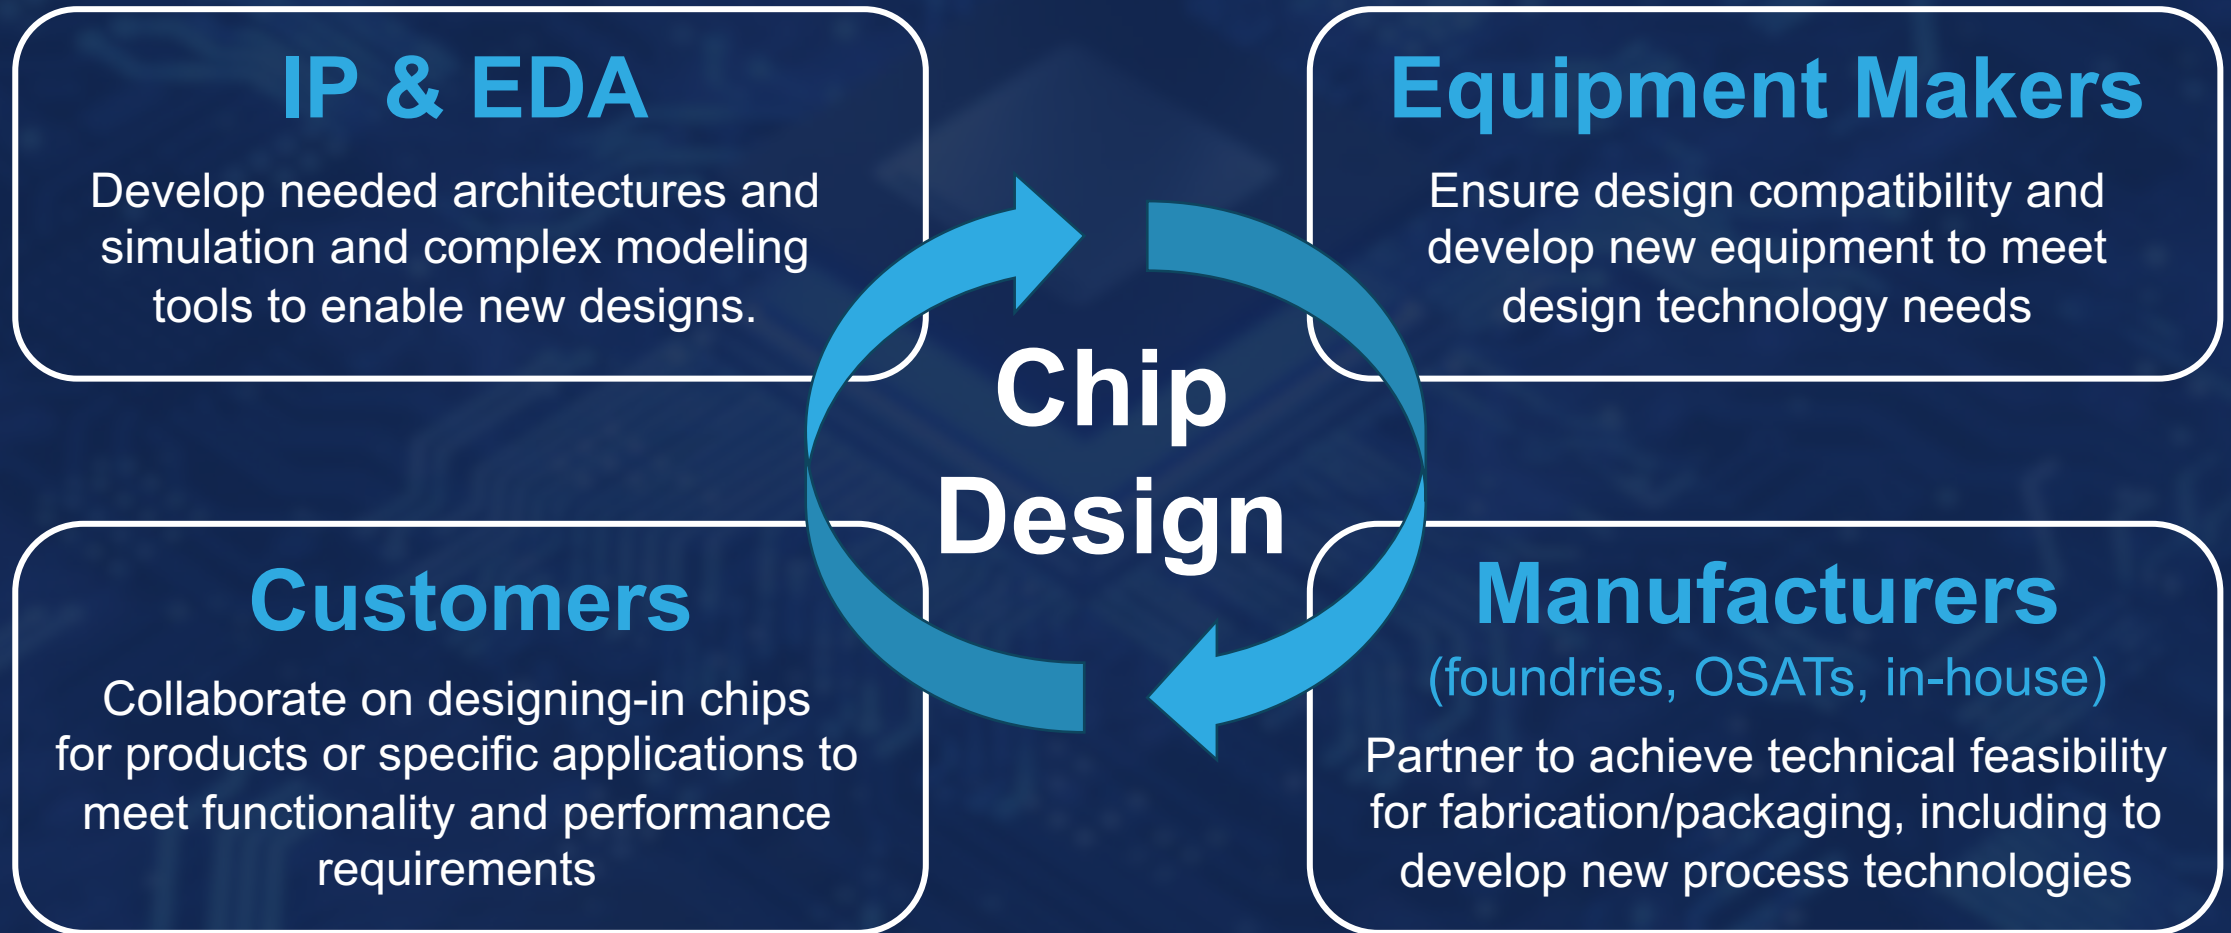 IP & EDA
Develop needed architectures and
simulation and complex modeling
tools to enable new designs.
Equipment Makers
Ensure design compatibility and
develop new equipment to meet
design technology needs
Chip
Design
Customers
Collaborate on designing-in chips
for products or specific applications to
meet functionality and performance
requirements
Manufacturers
(foundries, OSATs, in-house)
Partner to achieve technical feasibility
for fabrication/packaging, including to
develop new process technologies